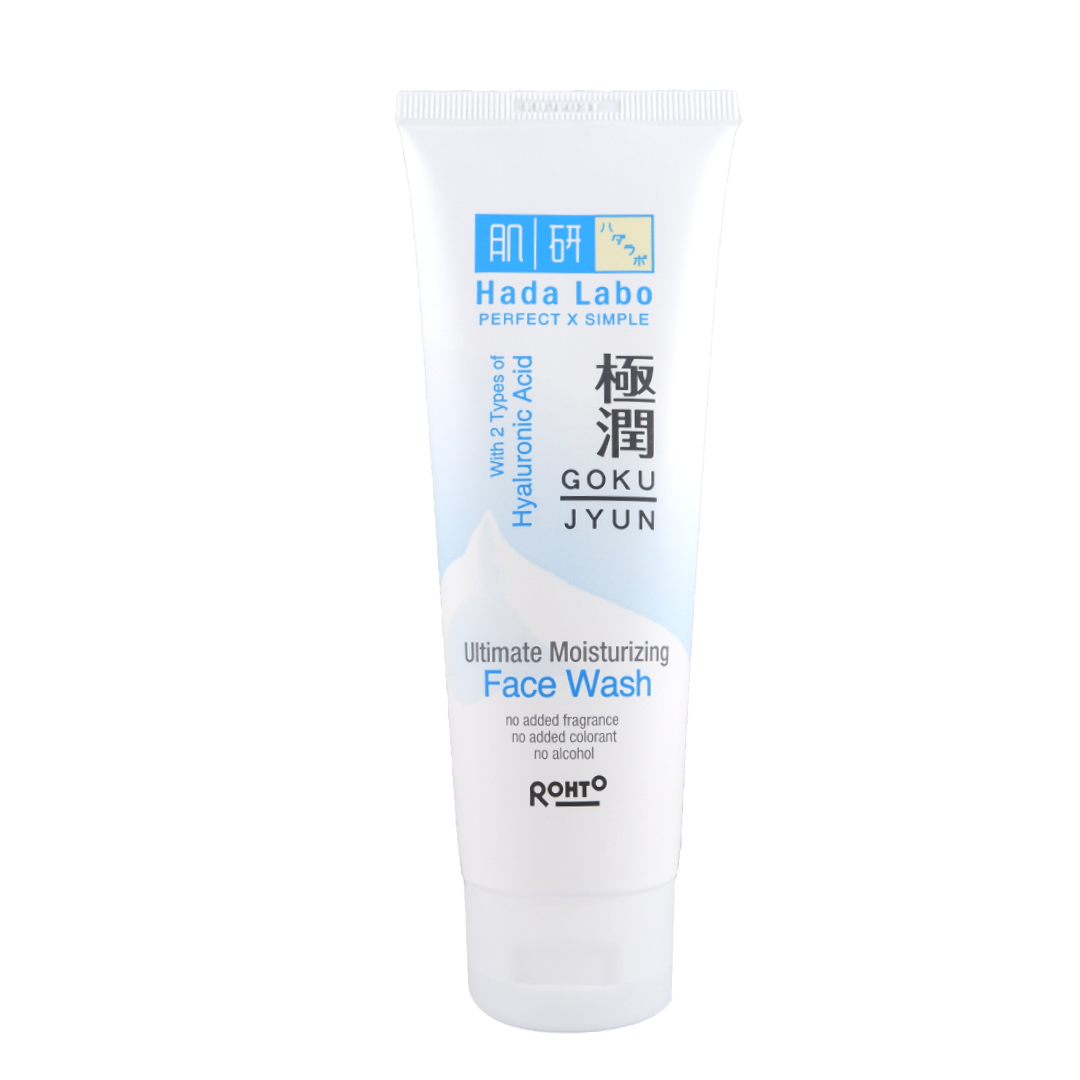 肌研
ハダラボ
Hada Labo
PERFECT X SIMPLE
With 2 Types of
Hyaluronic Acid
極潤
GOKU
JYUN
Ultimate Moisturizing
Face Wash
no added fragrance
no added colorant
no alcohol
ROHTO